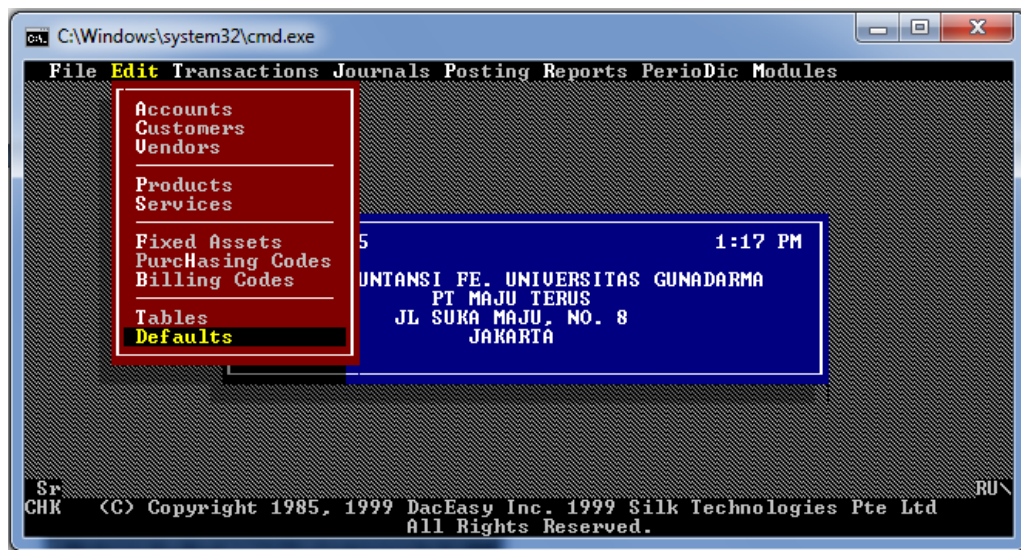 C:\Windows\system32\cmd.exe
File Edit Transactions Journals Posting Reports PerioDic Modules
Accounts
Customers
Vendors
Products
Services
Fixed Assets
PurcHasing Codes
Billing Codes
Tables
Defaults
5 1:17 PM
UNTANSI FE. UNIVERSITAS GUNADARMA
PT MAJU TERUS
JL SUKA MAJU, NO. 8
JAKARTA
Sr RU\
CHK (C) Copyright 1985, 1999 DacEasy Inc. 1999 Silk Technologies Pte Ltd
All Rights Reserved.